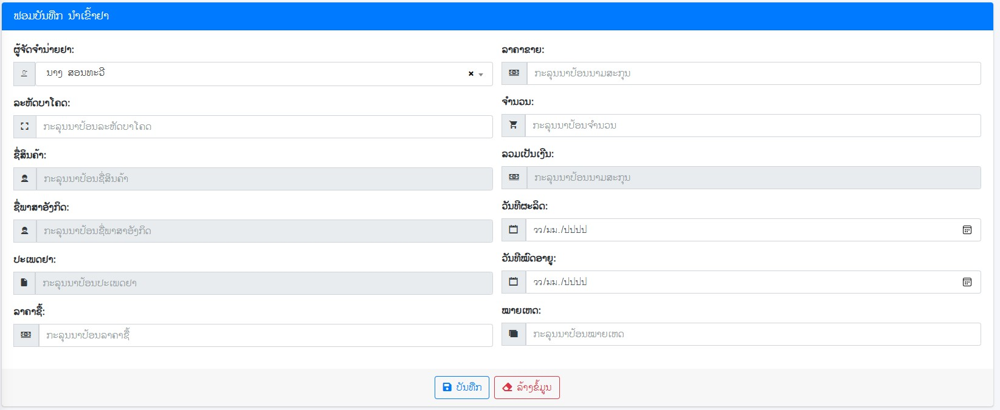 ຟອມບັນທຶກ ນຳເຂົ້າຢາ
ຜູ້ຈັດຈຳນ່າຍຢາ:
ນາງ ສອນທະວີ
ລະຫັດບາໂຄດ:
ກະລຸນນາປ້ອນລະຫັດບາໂຄດ
ຊື່ສິນຄ້າ:
ກະລຸນນາປ້ອນຊື່ສິນຄ້າ
ຊື່ພາສາອັງກິດ:
ກະລຸນນາປ້ອນຊື່ພາສາອັງກິດ
ປະເພດຢາ:
ກະລຸນນາປ້ອນປະເພດຢາ
ລາຄາຊື້:
ກະລຸນນາປ້ອນລາຄາຊື້
ລາຄາຂາຍ:
ກະລຸນນາປ້ອນນາມສະກຸນ
ຈຳນວນ:
ກະລຸນນາປ້ອນຈຳນວນ
ລວມເປັນເງິນ:
ກະລຸນນາປ້ອນນາມສະກຸນ
ວັນທີຜະລິດ:
ວວ/ມມ./ປປປປ
ວັນທີໝົດອາຍຸ:
ວວ/ມມ./ປປປປ
ໝາຍເຫດ:
ກະລຸນນາປ້ອນໝາຍເຫດ
ບັນທຶກ
ລ້າງຂໍ້ມູນ